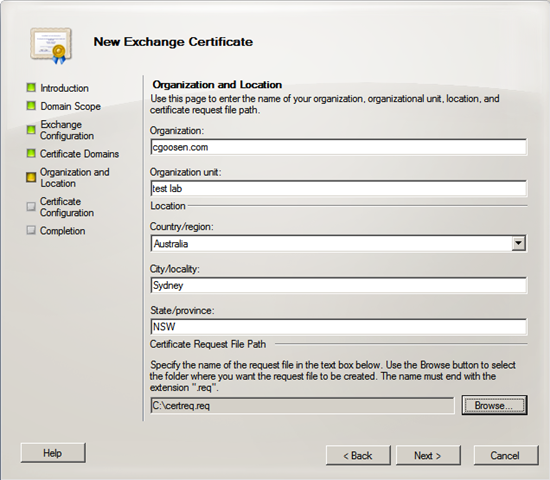 New Exchange Certificate
Introduction
Domain Scope
Exchange
Configuration
Certificate Domains
Organization and
Location
Certificate
Configuration
Completion
Organization and Location
Use this page to enter the name of your organization, organizational unit, location, and
certificate request file path.
Organization:
cgoosen.com
Organization unit:
test lab
Location
Country/region:
Australia
City/locality:
Sydney
State/province:
NSW
Certificate Request File Path
Specify the name of the request file in the text box below. Use the Browse button to select
the folder where you want the request file to be created. The name must end with the
extension ".req".
C:\certreq.req
Browse...
Help
< Back
Next >
Cancel